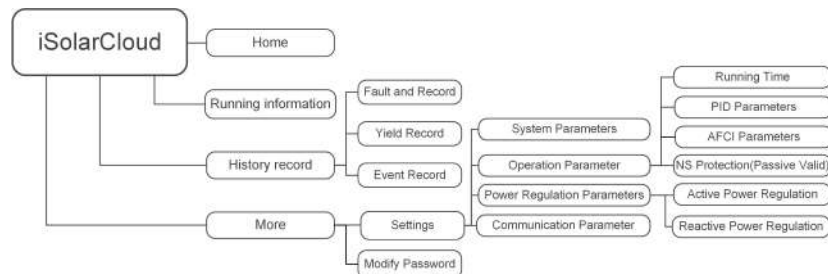 iSolarCloud
Home
Running information
History record
Fault and Record
Yield Record
Event Record
More
Settings
Modify Password
System Parameters
Operation Parameter
Power Regulation Parameters
Communication Parameter
Running Time
PID Parameters
AFCI Parameters
NS Protection(Passive Valid)
Active Power Regulation
Reactive Power Regulation